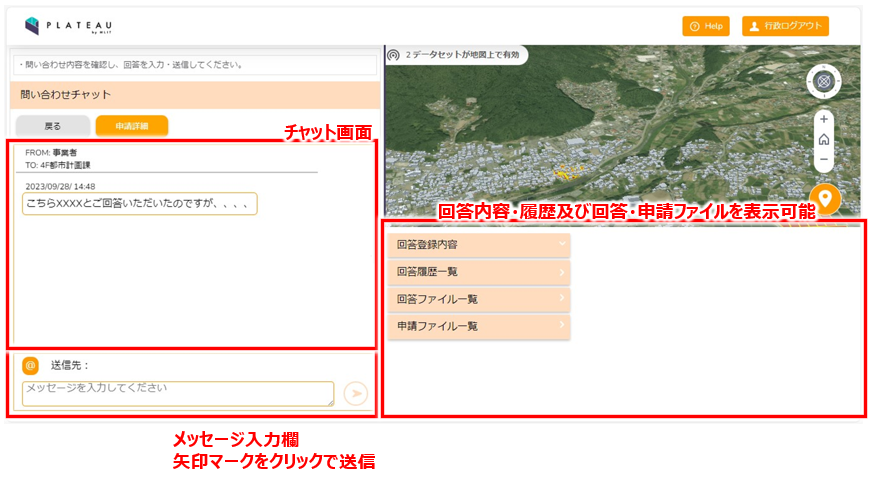 PLATEAU
by MLIT
Help
行政ログアウト
・問い合わせ内容を確認し、回答を入力・送信してください。
問い合わせチャット
戻る
申請詳細
チャット画面
FROM: 事業者
TO: 4F都市計画課
2023/09/28/ 14:48
こちらXXXXとご回答いただいたのですが、、、、
2 データセットが地図上で有効
回答内容・履歴及び回答・申請ファイルを表示可能
回答登録内容
回答履歴一覧
回答ファイル一覧
申請ファイル一覧
@ 送信先：
メッセージを入力してください
メッセージ入力欄
矢印マークをクリックで送信